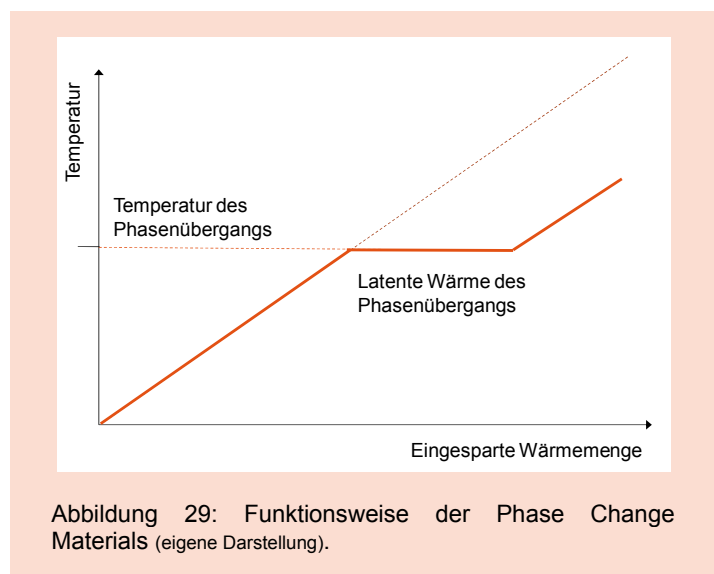 Temperatur
Temperatur des
Phasenübergangs
Latente Wärme des
Phasenübergangs
Eingesparte Wärmemenge
Abbildung 29: Funktionsweise der Phase Change
Materials (eigene Darstellung).